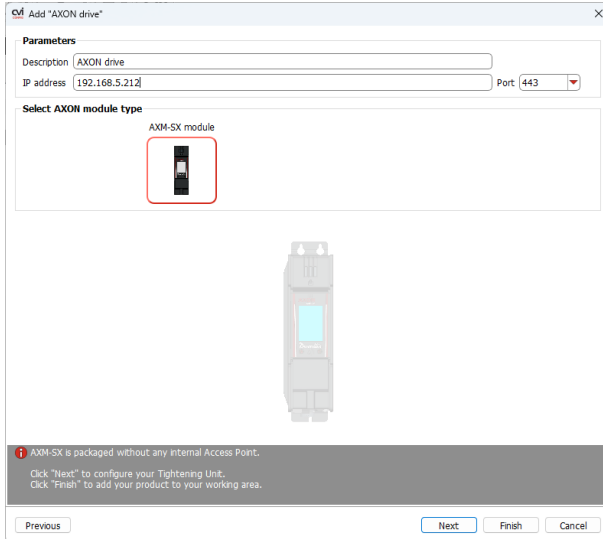 cvi Add "AXON drive"
Parameters
Description AXON drive
IP address 192.168.5.212 Port 443
Select AXON module type
AXM-SX module
AXM-SX is packaged without any internal Access Point.
Click "Next" to configure your Tightening Unit.
Click "Finish" to add your product to your working area.
Previous Next Finish Cancel